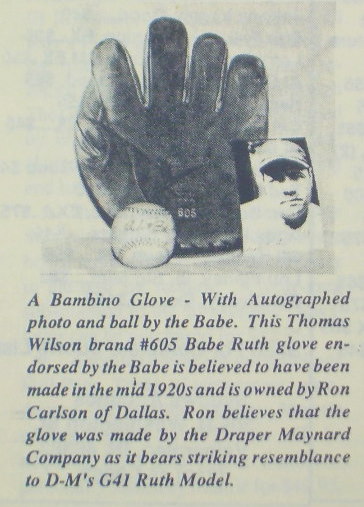 605
A Bambino Glove - With Autographed
photo and ball by the Babe. This Thomas
Wilson brand #605 Babe Ruth glove en-
dorsed by the Babe is believed to have been
made in the mid 1920s and is owned by Ron
Carlson of Dallas. Ron believes that the
glove was made by the Draper Maynard
Company as it bears striking resemblance
to D-M's G41 Ruth Model.